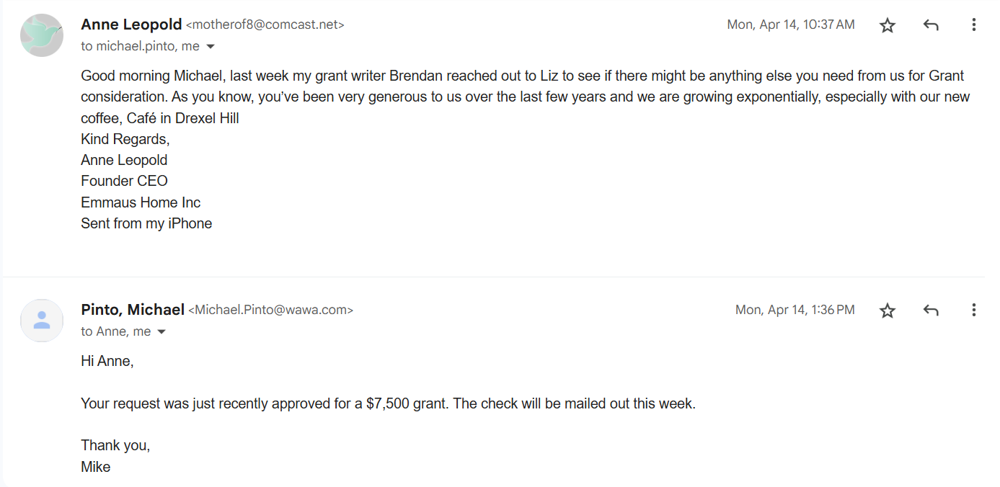 Anne Leopold <motherof8@comcast.net> Mon, Apr 14, 10:37 AM
to michael.pinto, me
Good morning Michael, last week my grant writer Brendan reached out to Liz to see if there might be anything else you need from us for Grant
consideration. As you know, you’ve been very generous to us over the last few years and we are growing exponentially, especially with our new
coffee, Café in Drexel Hill
Kind Regards,
Anne Leopold
Founder CEO
Emmaus Home Inc
Sent from my iPhone
Pinto, Michael <Michael.Pinto@wawa.com> Mon, Apr 14, 1:36 PM
to Anne, me
Hi Anne,
Your request was just recently approved for a $7,500 grant. The check will be mailed out this week.
Thank you,
Mike